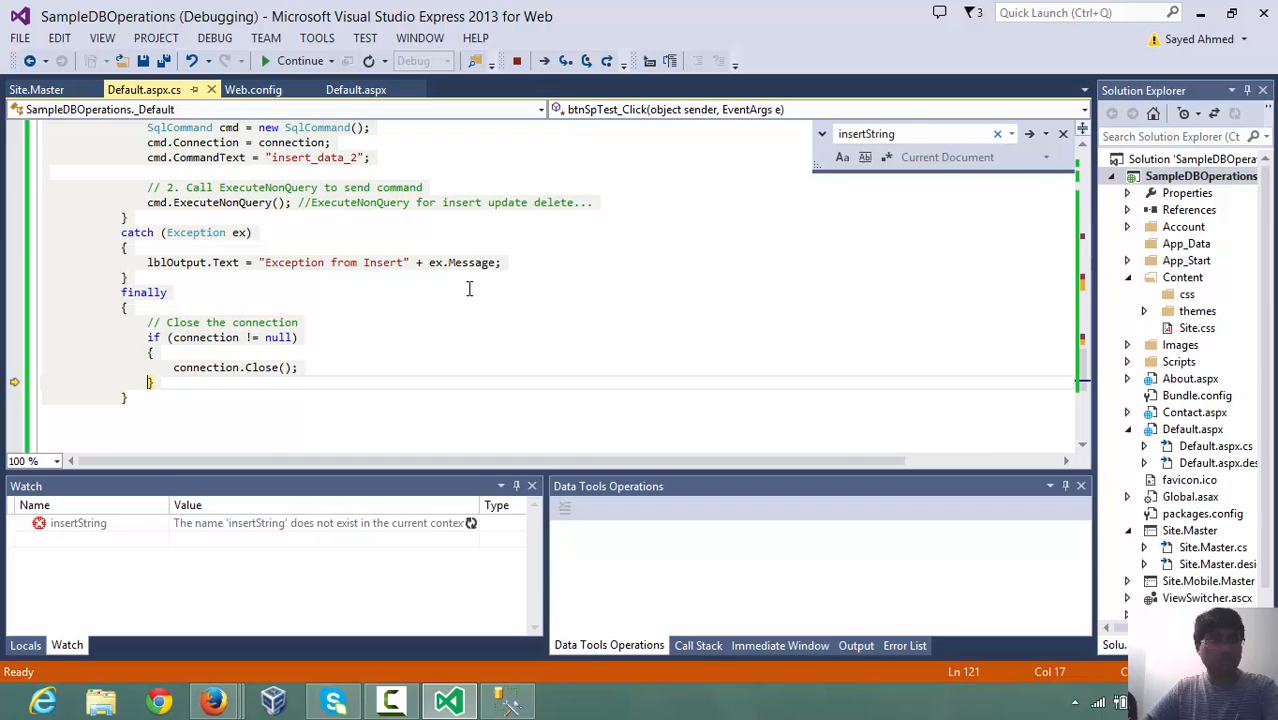 SampleDBOperations (Debugging) - Microsoft Visual Studio Express 2013 for Web
3
Quick Launch (Ctrl+Q)
FILE EDIT VIEW PROJECT DEBUG TEAM TOOLS TEST WINDOW HELP
Sayed Ahmed
Continue
Debug
Site.Master Default.aspx.cs Web.config Default.aspx
SampleDBOperations._Default
btnSpTest_Click(object sender, EventArgs e)
SqlCommand cmd = new SqlCommand();
cmd.Connection = connection;
cmd.CommandText = "insert_data_2";
// 2. Call ExecuteNonQuery to send command
cmd.ExecuteNonQuery(); //ExecuteNonQuery for insert update delete...
}
catch (Exception ex)
{
lblOutput.Text = "Exception from Insert" + ex.Message;
}
finally
{
// Close the connection
if (connection != null)
{
connection.Close();
}
}
insertString
Aa Current Document
100 %
Watch
Name Value Type
insertString The name 'insertString' does not exist in the current contex
Locals Watch
Data Tools Operations
Data Tools Operations Call Stack Immediate Window Output Error List
Solution Explorer
Search Solution Explorer (Ctrl+
Solution 'SampleDBOpera
SampleDBOperations
Properties
References
Account
App_Data
App_Start
Content
css
themes
Site.css
Images
Scripts
About.aspx
Bundle.config
Contact.aspx
Default.aspx
Default.aspx.cs
Default.aspx.des
favicon.ico
Global.asax
packages.config
Site.Master
Site.Master.cs
Site.Master.desi
Site.Mobile.Master
ViewSwitcher.ascx
Solu...
Ready
Ln 121
Col 17
C